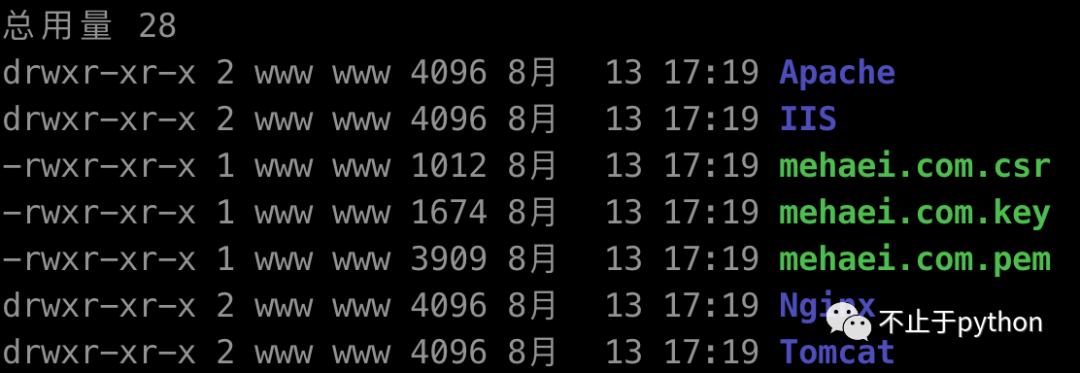 总用量 28
drwxr-xr-x 2 www www 4096 8月  13 17:19 Apache
drwxr-xr-x 2 www www 4096 8月  13 17:19 IIS
-rwxr-xr-x 1 www www 1012 8月  13 17:19 mehaei.com.csr
-rwxr-xr-x 1 www www 1674 8月  13 17:19 mehaei.com.key
-rwxr-xr-x 1 www www 3909 8月  13 17:19 mehaei.com.pem
drwxr-xr-x 2 www www 4096 8月  13 17:19 Nginx
不止于python
drwxr-xr-x 2 www www 4096 8月  13 17:19 Tomcat